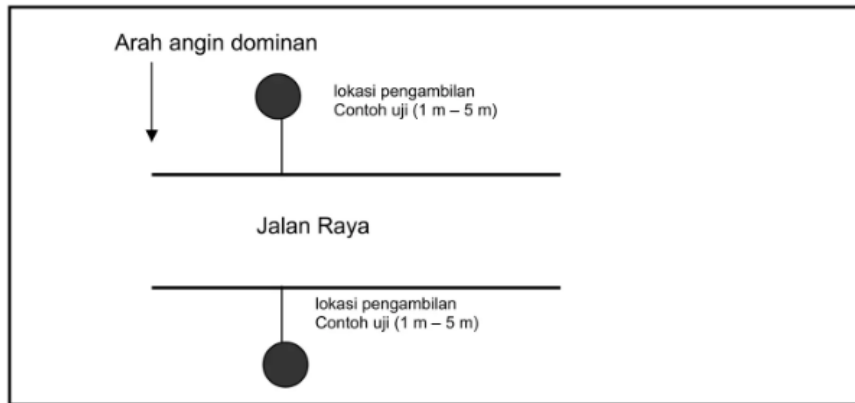 Arah angin dominan
lokasi pengambilan
Contoh uji (1 m – 5 m)
Jalan Raya
lokasi pengambilan
Contoh uji (1 m – 5 m)